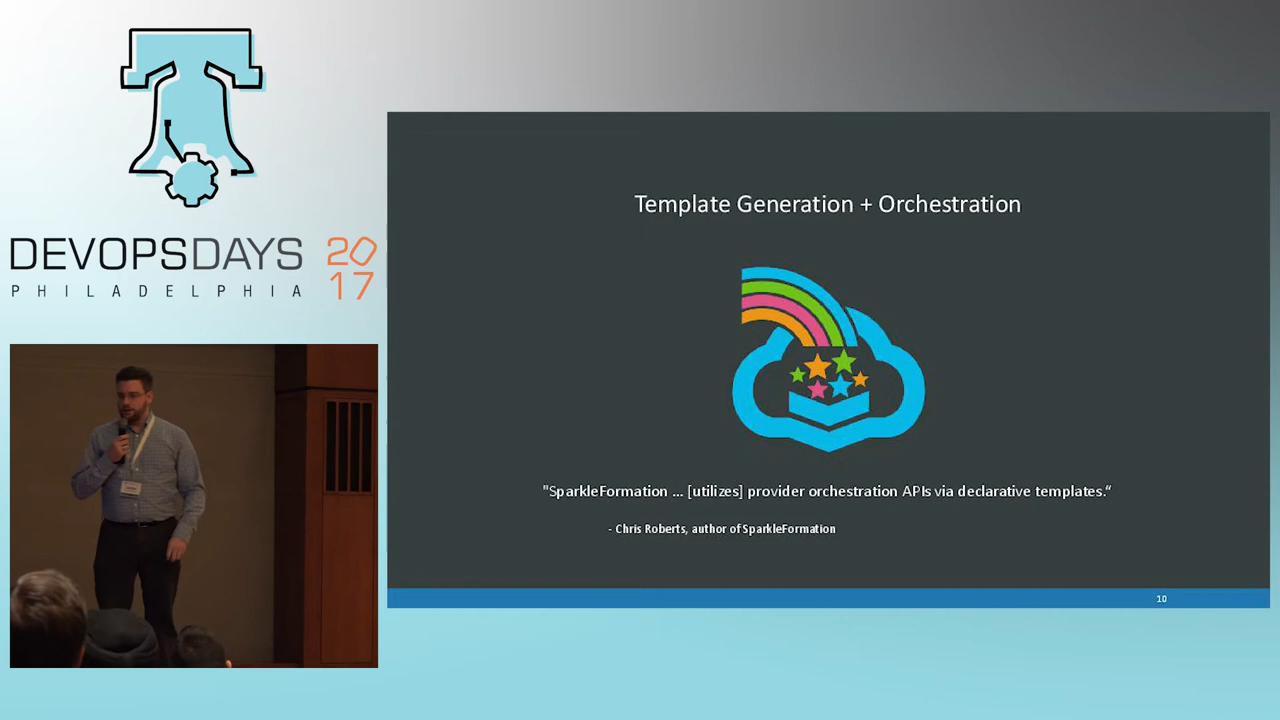 DEVOPSDAYS 20
PHILADELPHIA 17
Template Generation + Orchestration
"SparkleFormation ... [utilizes] provider orchestration APIs via declarative templates.“
- Chris Roberts, author of SparkleFormation
10